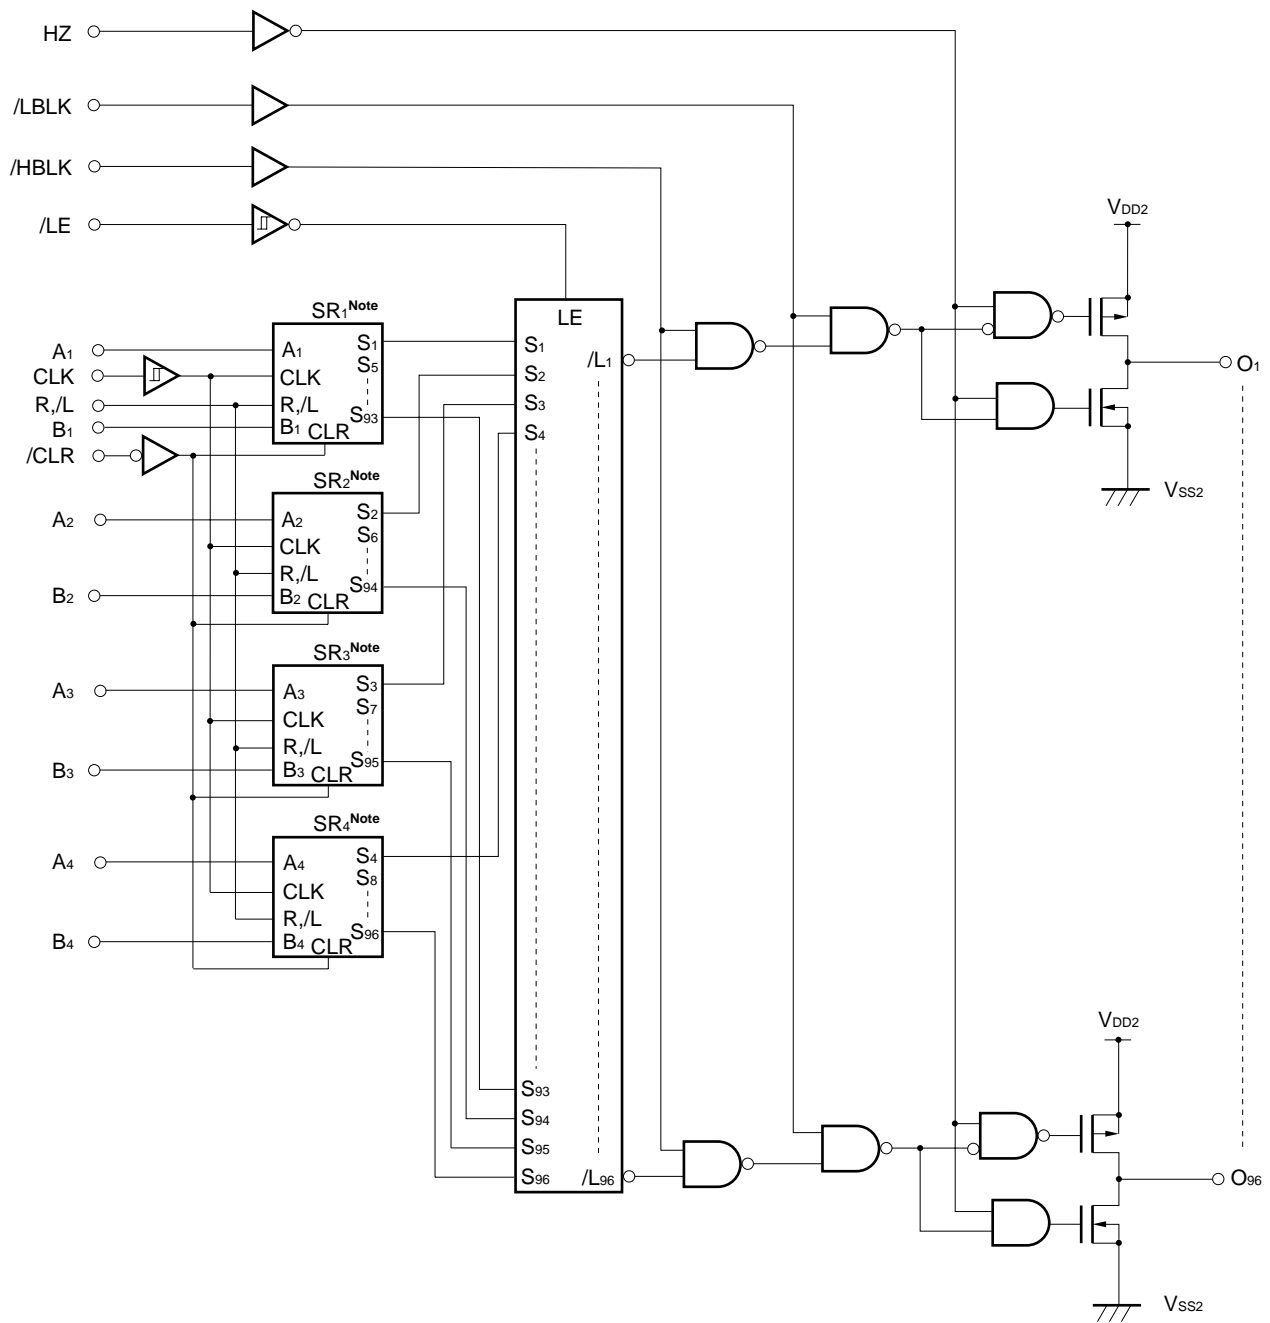 HZ
/LBLK
/HBLK
/LE
VDD2
SR1Note
LE
A1
A1
S1
S1
/L1
O1
CLK
CLK
S5
S2
R,/L
R,/L
S93
S3
B1
B1
CLR
S4
/CLR
VSS2
SR2Note
A2
A2
S2
CLK
S6
R,/L
S94
B2
B2
CLR
SR3Note
A3
A3
S3
CLK
S7
R,/L
S95
B3
B3
CLR
SR4Note
A4
A4
S4
CLK
S8
R,/L
S96
B4
B4
CLR
VDD2
S93
S94
S95
S96
/L96
O96
VSS2